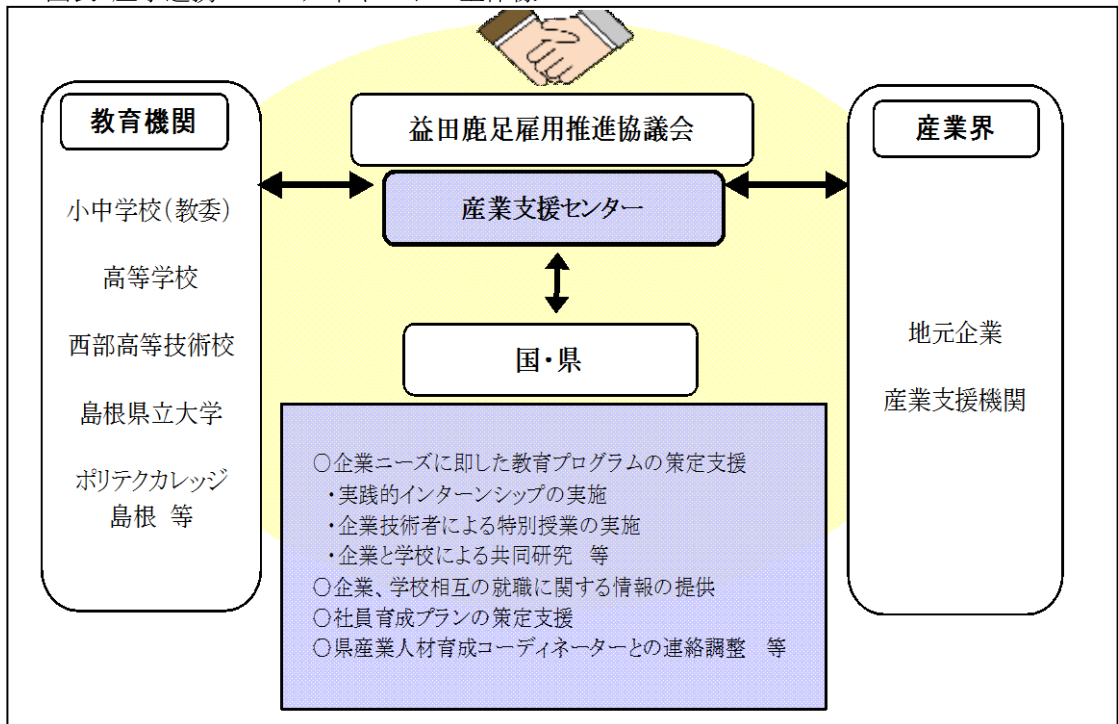 教育機関
小中学校（教委）
高等学校
西部高等技術校
島根県立大学
ポリテクカレッジ
島根 等
益田鹿足雇用推進協議会
産業支援センター
国・県
○企業ニーズに即した教育プログラムの策定支援
・実践的インターンシップの実施
・企業技術者による特別授業の実施
・企業と学校による共同研究　等
○企業、学校相互の就職に関する情報の提供
○社員育成プランの策定支援
○県産業人材育成コーディネーターとの連絡調整　等
産業界
地元企業
産業支援機関